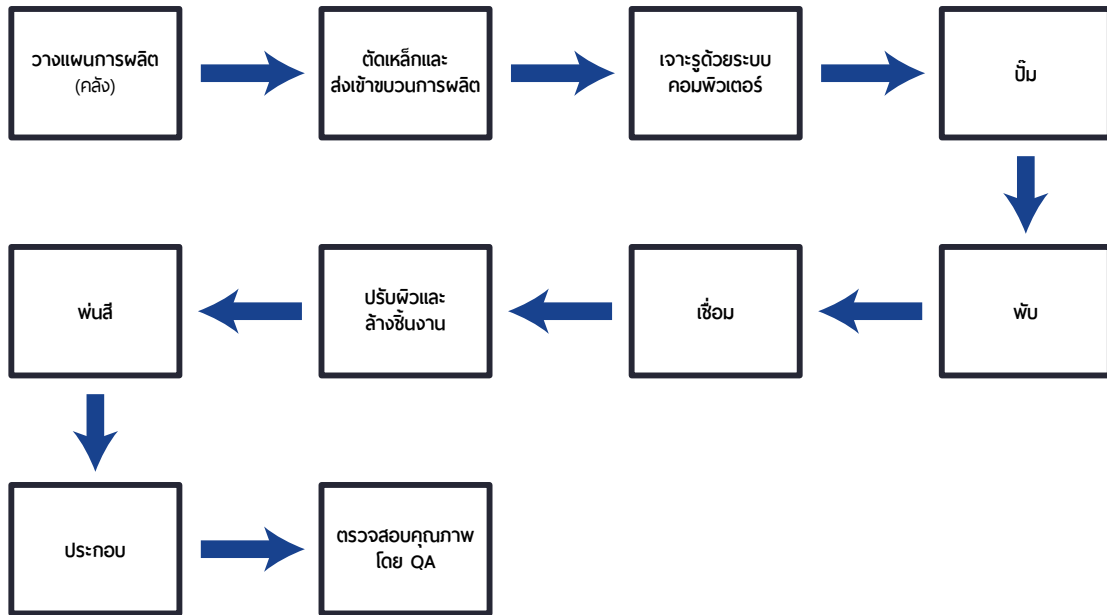 วางแผนการผลิต
(คลัง)
ตัดเหล็กและ
ส่งเข้าขบวนการผลิต
เจาะรูด้วยระบบ
คอมพิวเตอร์
ปั๊ม
พับ
เชื่อม
ปรับผิวและ
ล้างชิ้นงาน
พ่นสี
ประกอบ
ตรวจสอบคุณภาพ
โดย QA